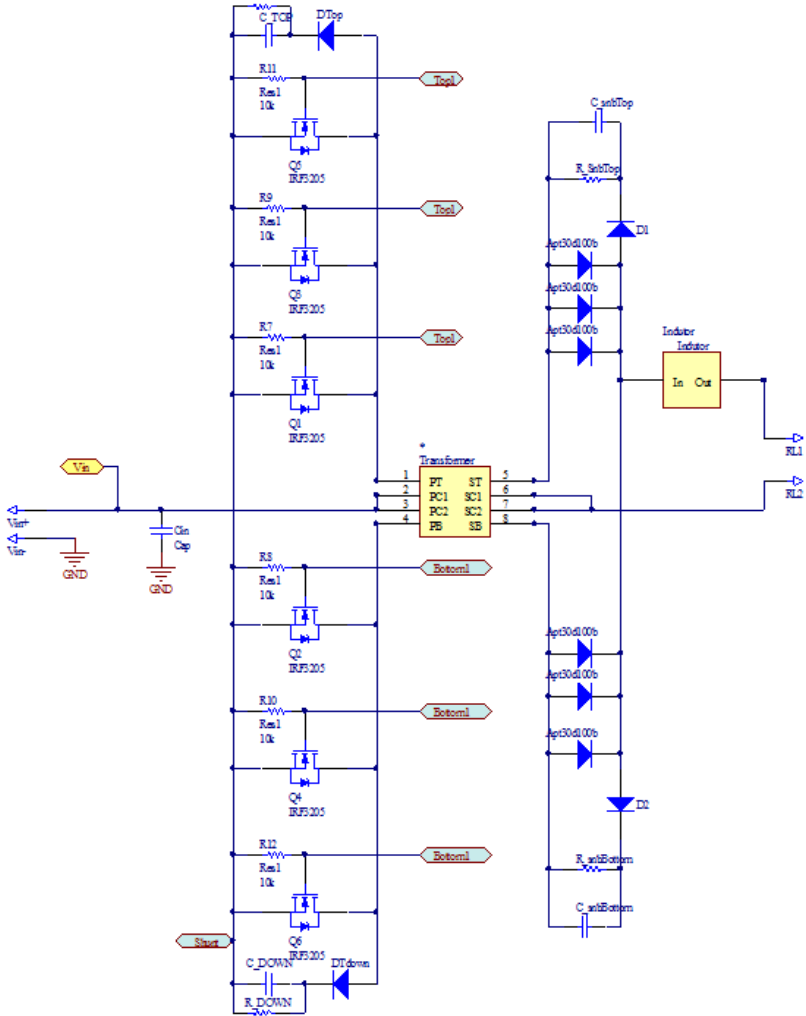 C_TOP
DTop
R11
Res1
10k
Top1
Q5
IRF3205
R9
Res1
10k
Top1
Q3
IRF3205
R7
Res1
10k
Top1
Q1
IRF3205
C_snbTop
R_SnbTop
D1
Apt30d100b
Apt30d100b
Apt30d100b
Indutor
Indutor
In Out
RL1
RL2
*
Transformer
1 PT ST 5
2 PC1 SC1 6
3 PC2 SC2 7
4 PB SB 8
Vin
Vin+
Vin-
GND
Cin
Cap
GND
R8
Res1
10k
Bottom1
Q2
IRF3205
R10
Res1
10k
Bottom1
Q4
IRF3205
R12
Res1
10k
Bottom1
Q6
IRF3205
Shunt
C_DOWN
DTdown
R_DOWN
Apt30d100b
Apt30d100b
Apt30d100b
D2
R_snbBottom
C_snbBottom